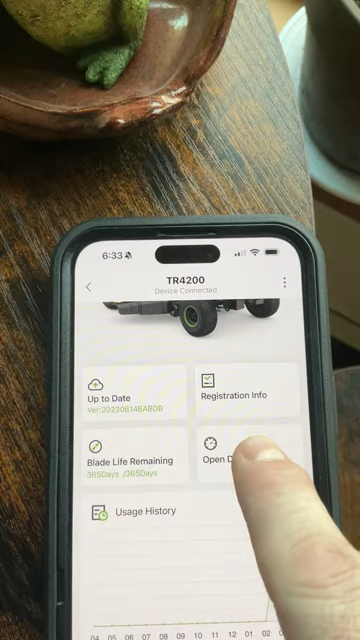 6:33
TR4200
Device Connected
Up to Date
Ver:20230614BABDB
Registration Info
Blade Life Remaining
365Days /365Days
Open
Usage History
04 05 06 07 08 09 10 11 12 01 02